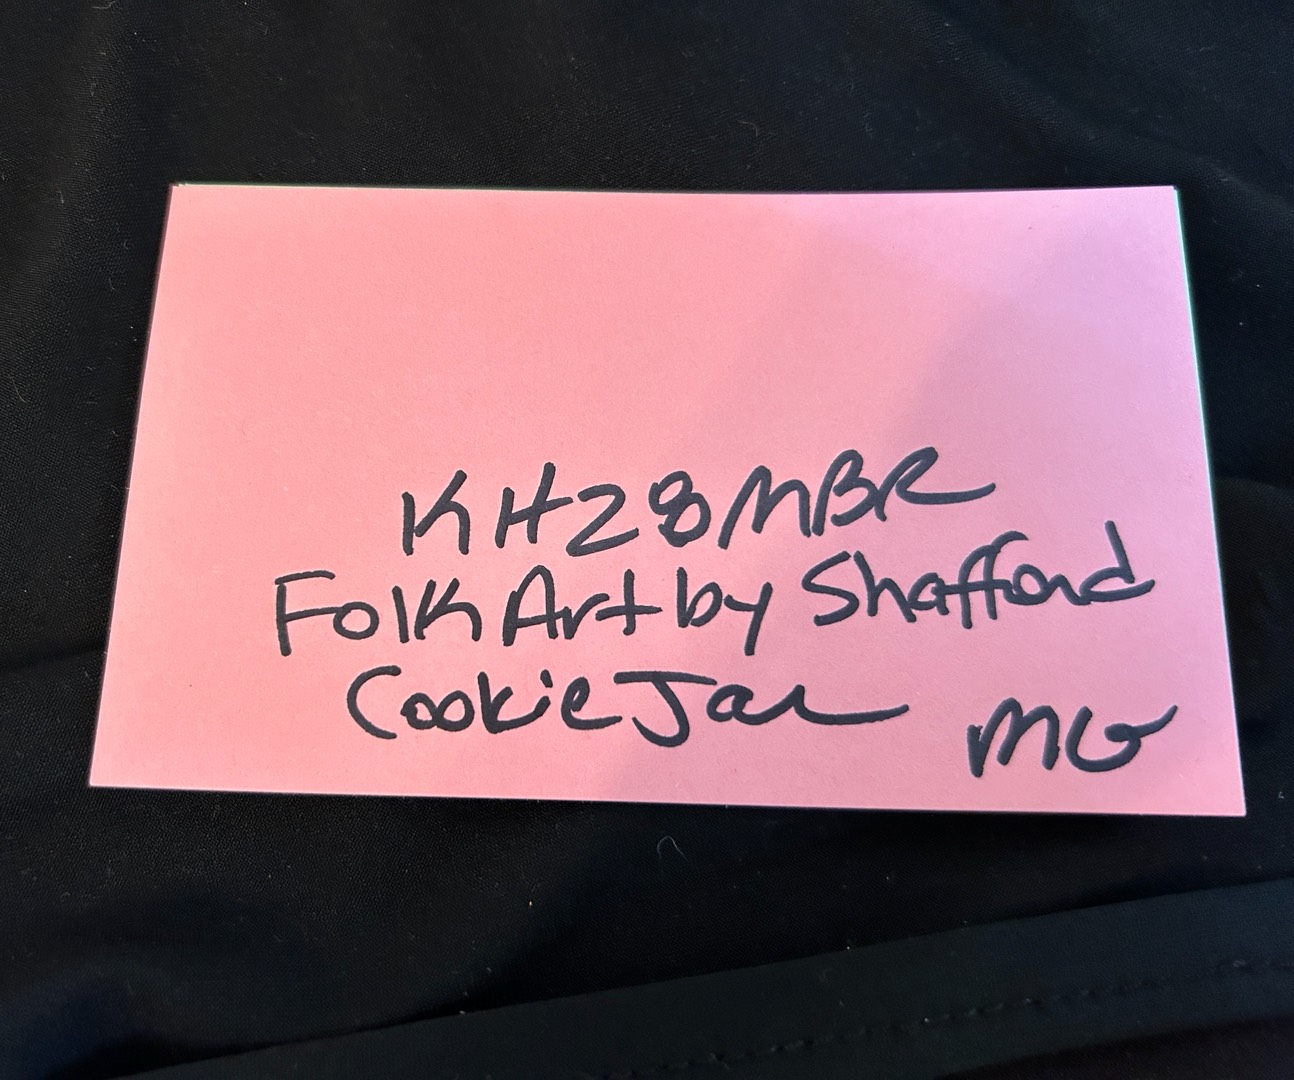 KH28MBR
Folk Art by Shafford
Cookie Jar
MG